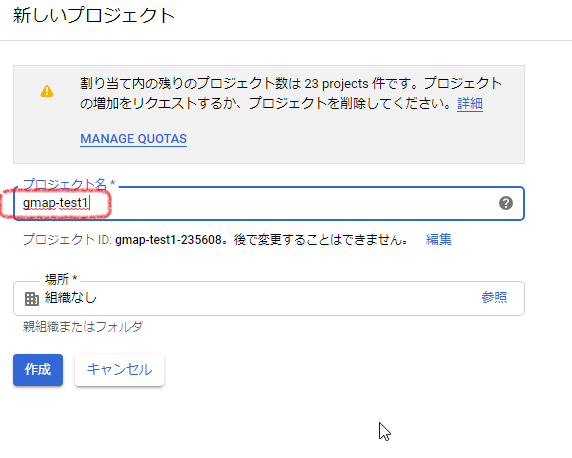 新しいプロジェクト
割り当て内の残りのプロジェクト数は 23 projects 件です。プロジェクト
の増加をリクエストするか、プロジェクトを削除してください。詳細
MANAGE QUOTAS
プロジェクト名 *
gmap-test1
プロジェクト ID: gmap-test1-235608。後で変更することはできません。 編集
場所 *
組織なし 参照
親組織またはフォルダ
作成 キャンセル